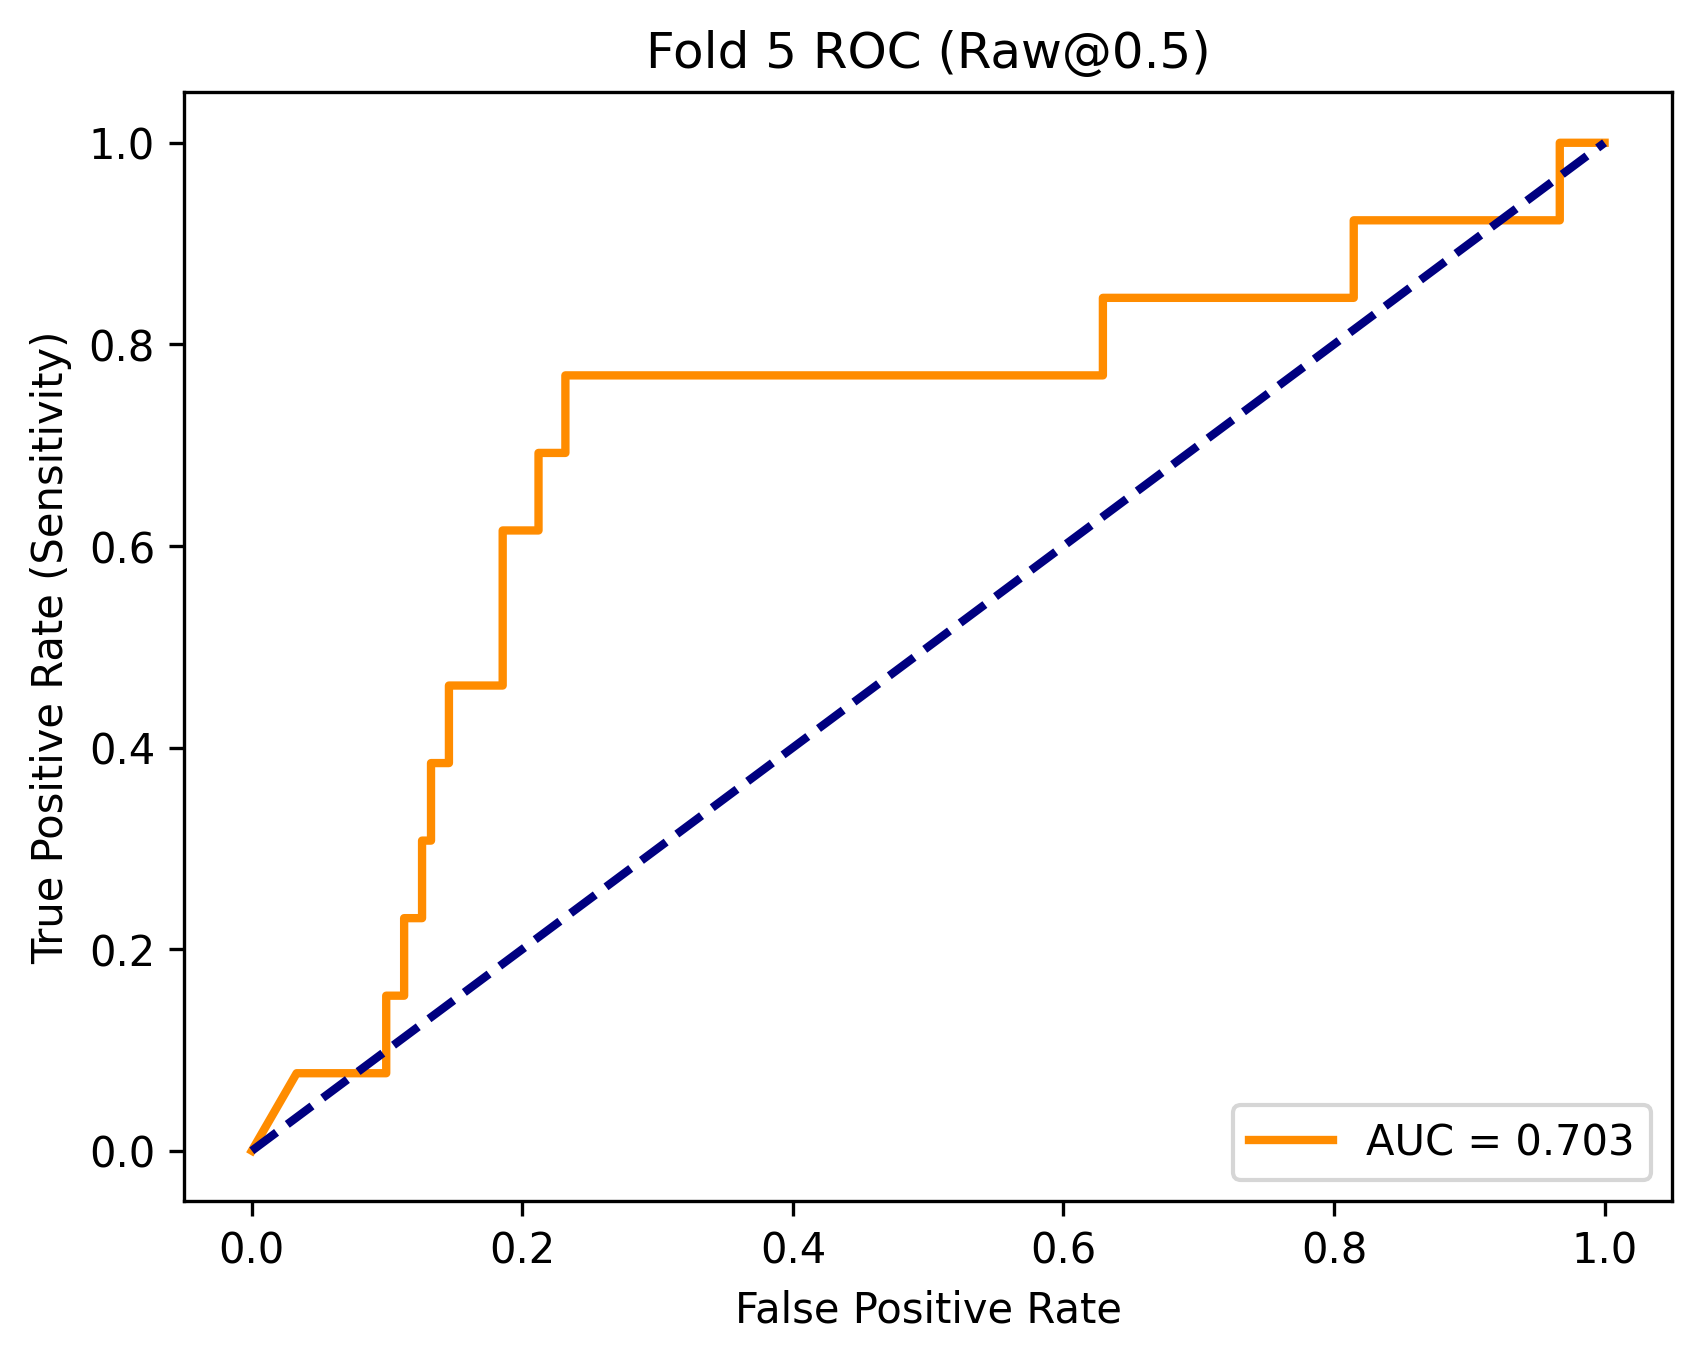 Fold 5 ROC (Raw@0.5)
True Positive Rate (Sensitivity)
1.0
0.8
0.6
0.4
0.2
0.0
AUC = 0.703
0.0 0.2 0.4 0.6 0.8 1.0
False Positive Rate